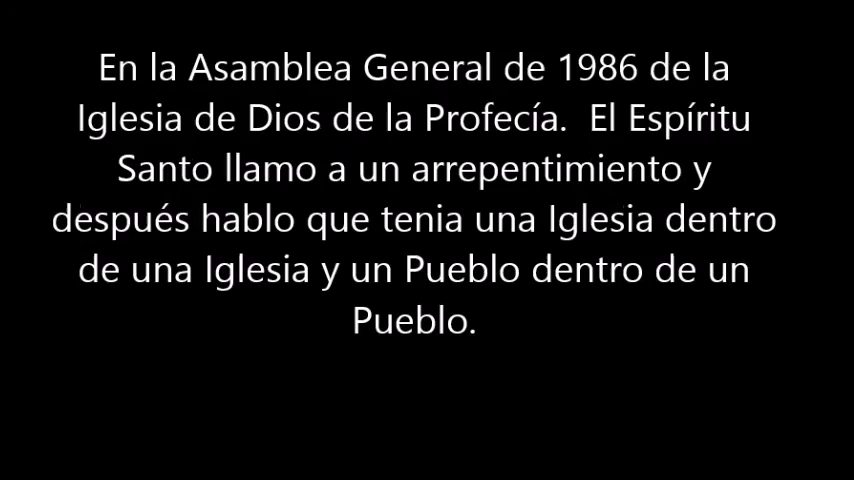 En la Asamblea General de 1986 de la
Iglesia de Dios de la Profecía.  El Espíritu
Santo llamo a un arrepentimiento y
después hablo que tenia una Iglesia dentro
de una Iglesia y un Pueblo dentro de un
Pueblo.